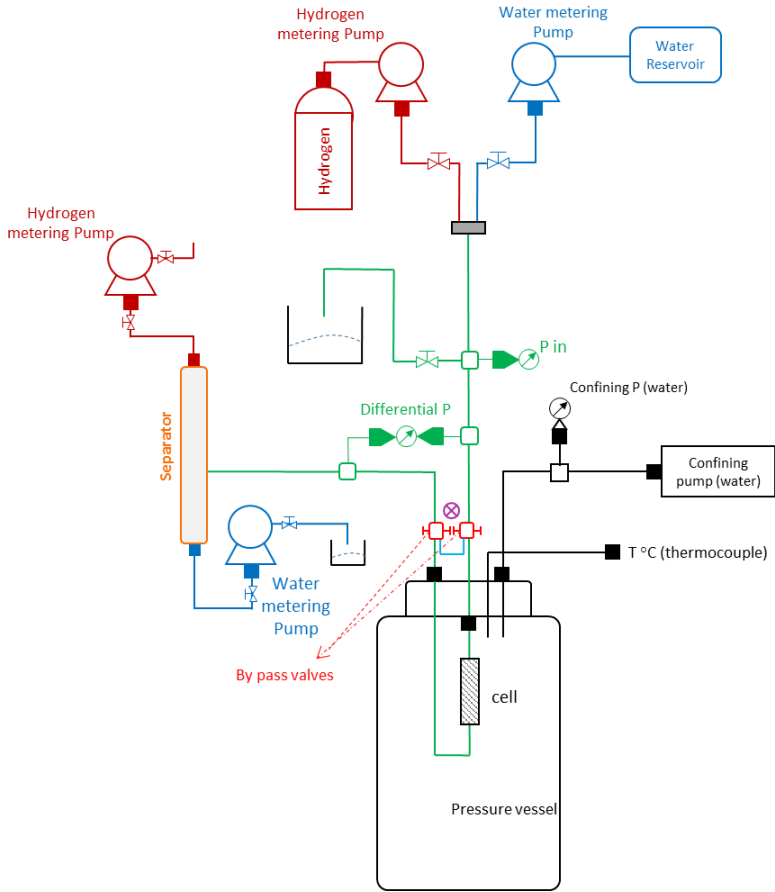 Hydrogen
metering Pump
Water metering
Pump
Water
Reservoir
Hydrogen
Hydrogen
metering Pump
P in
Confining P (water)
Differential P
Separator
Confining
pump (water)
T °C (thermocouple)
Water
metering
Pump
By pass valves
cell
Pressure vessel